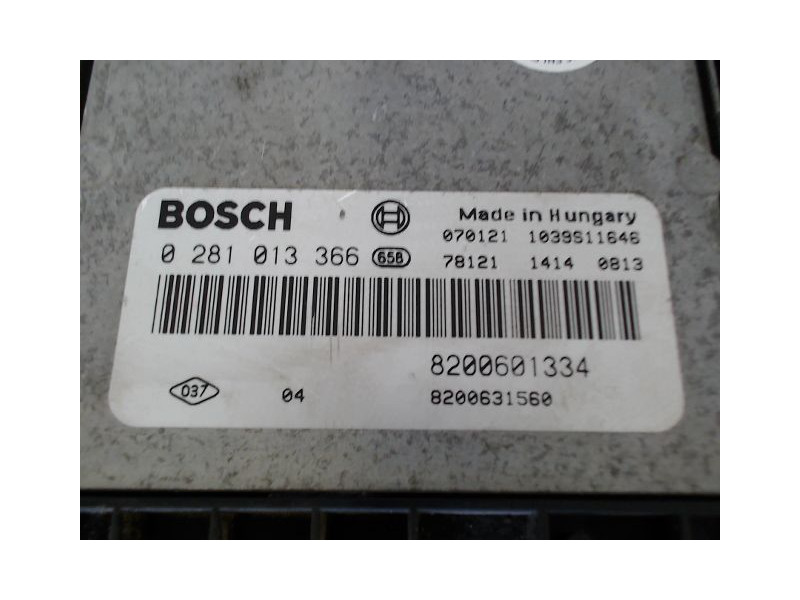 BOSCH
Made in Hungary
070121 1039S11646
0 281 013 366 658
78121 1414 0813
8200601334
037 04
8200631560